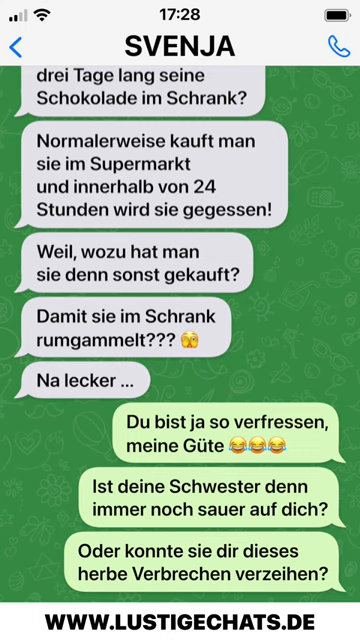 17:28
SVENJA
drei Tage lang seine
Schokolade im Schrank?
Normalerweise kauft man
sie im Supermarkt
und innerhalb von 24
Stunden wird sie gegessen!
Weil, wozu hat man
sie denn sonst gekauft?
Damit sie im Schrank
rumgammelt??? 🫣
Na lecker ...
Du bist ja so verfressen,
meine Güte 😂😂😂
Ist deine Schwester denn
immer noch sauer auf dich?
Oder konnte sie dir dieses
herbe Verbrechen verzeihen?
WWW.LUSTIGECHATS.DE